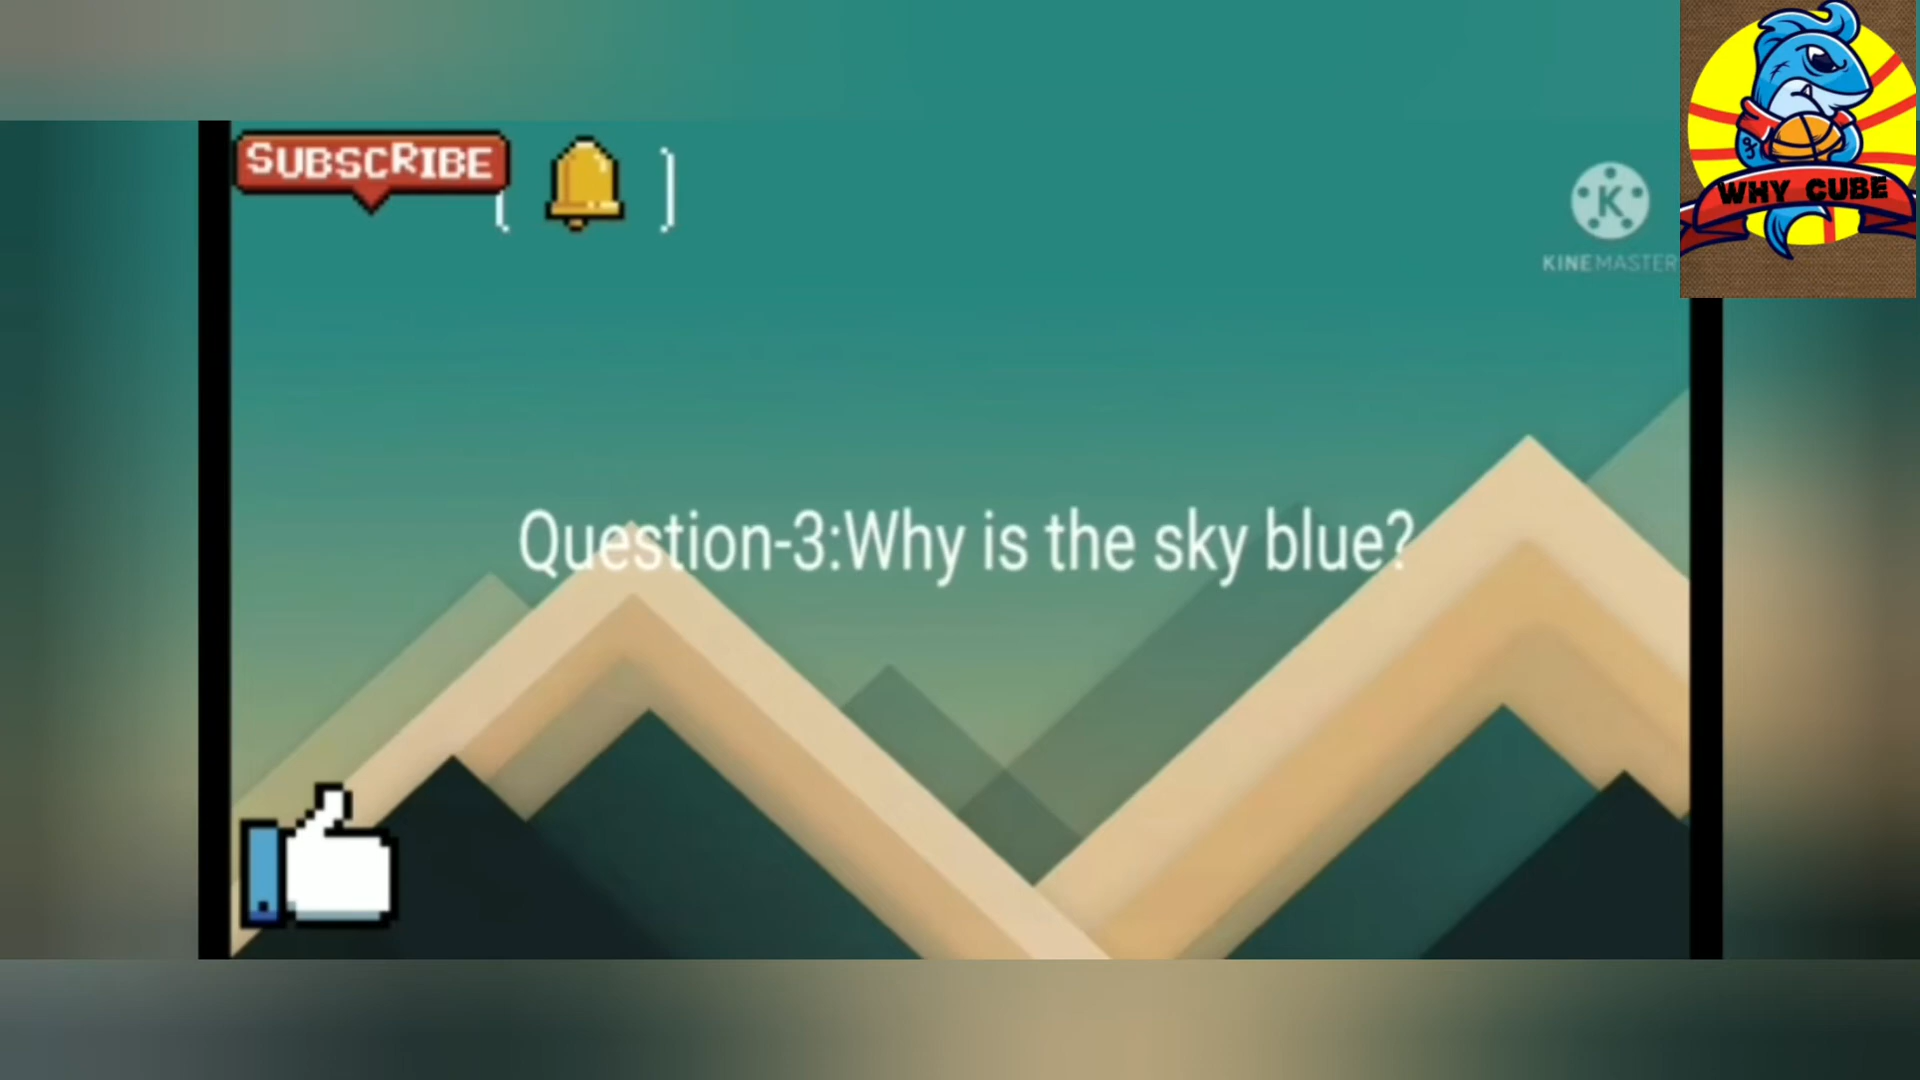 SUBSCRIBE
K
KINEMASTER
WHY CUBE
Question-3:Why is the sky blue?